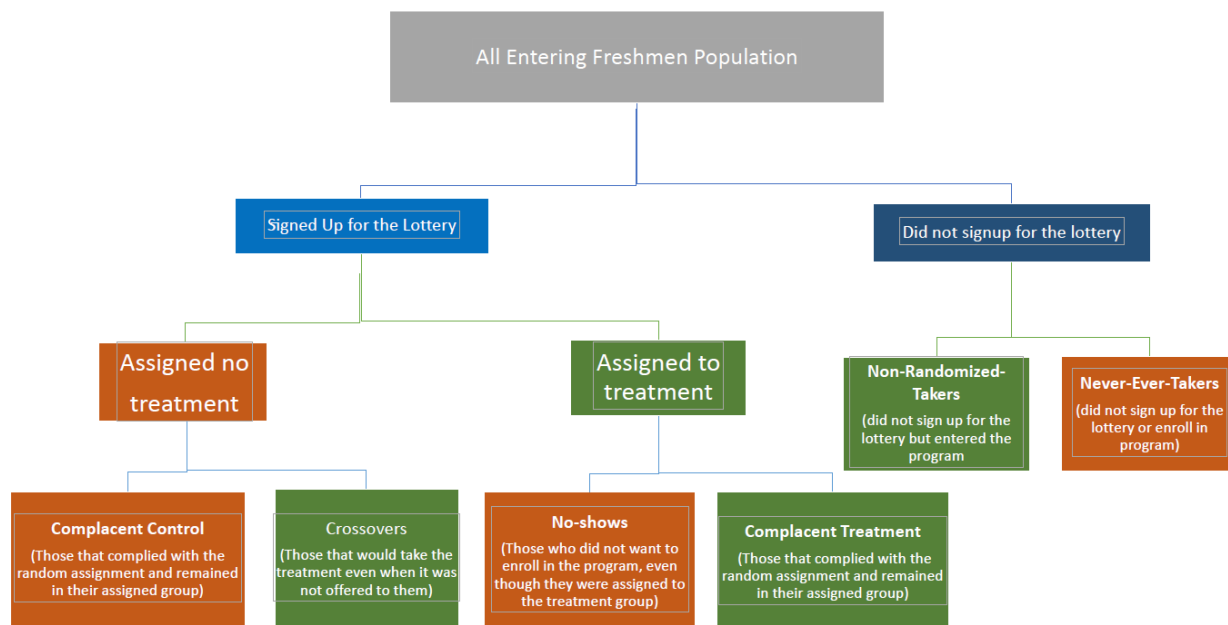 All Entering Freshmen Population
Signed Up for the Lottery
Did not signup for the lottery
Assigned no
treatment
Assigned to
treatment
Non-Randomized-
Takers
(did not sign up for the
lottery but entered the
program
Never-Ever-Takers
(did not sign up for the
lottery or enroll in
program)
Complacent Control
(Those that complied with the
random assignment and remained
in their assigned group)
Crossovers
(Those that would take the
treatment even when it was
not offered to them)
No-shows
(Those who did not want to
enroll in the program, even
though they were assigned to
the treatment group)
Complacent Treatment
(Those that complied with the
random assignment and remained
in their assigned group)